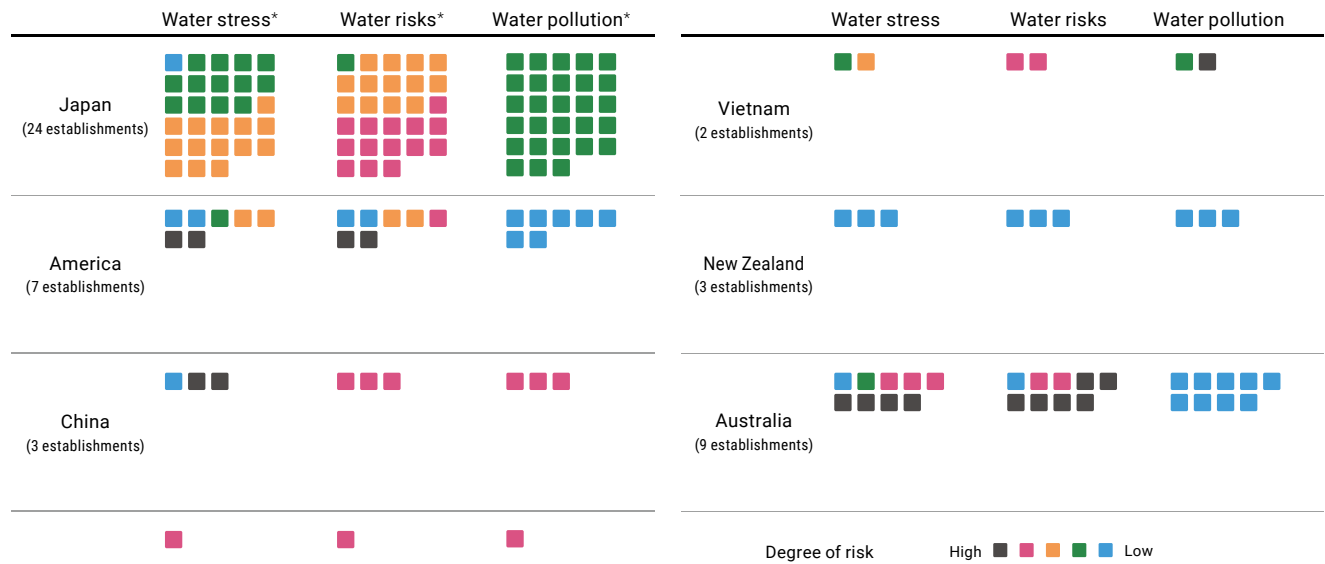 Water stress*
Water risks*
Water pollution*
Japan
(24 establishments)
America
(7 establishments)
China
(3 establishments)
Water stress
Water risks
Water pollution
Vietnam
(2 establishments)
New Zealand
(3 establishments)
Australia
(9 establishments)
Degree of risk
High
Low